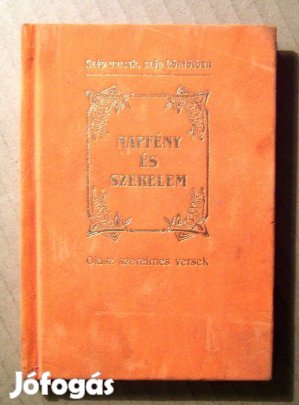 Szép versek, szép köntösben
NAPFÉNY
ÉS
SZERELEM
Olasz szerelmes versek
Jófogás